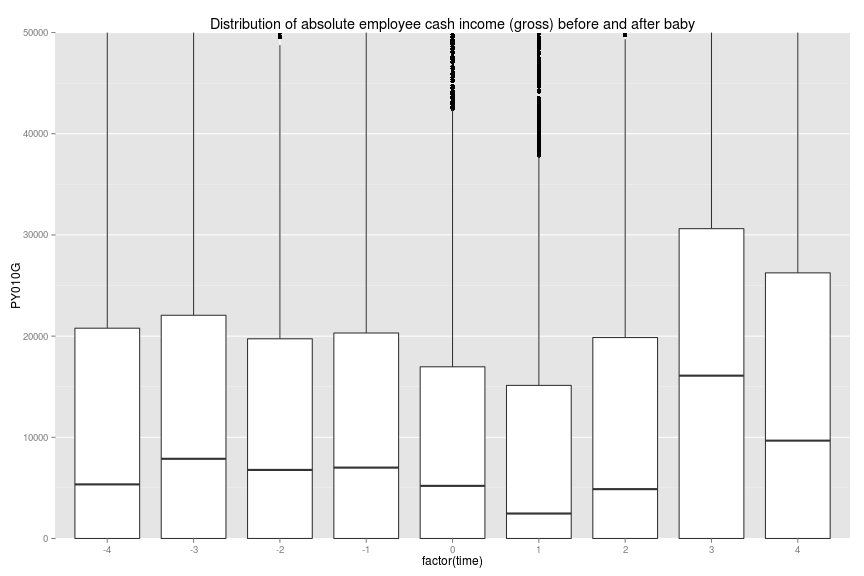 Distribution of absolute employee cash income (gross) before and after baby
50000
40000
30000
20000
10000
0
PY010G
-4 -3 -2 -1 0 1 2 3 4
factor(time)